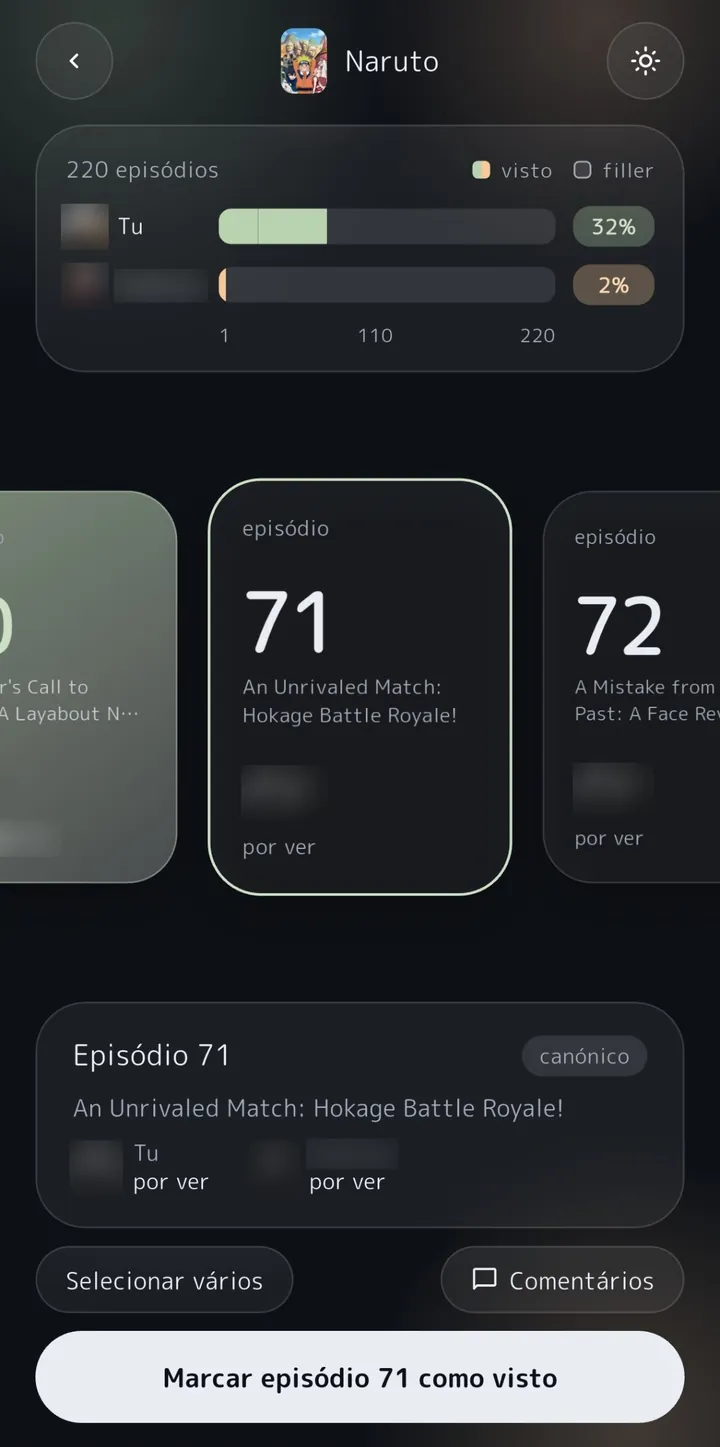 Naruto
220 episódios
visto
filler
Tu
32%
2%
1
110
220
episódio
71
An Unrivaled Match:
Hokage Battle Royale!
por ver
r's Call to
A Layabout N…
episódio
72
A Mistake from
Past: A Face
por ver
Episódio 71
canónico
An Unrivaled Match: Hokage Battle Royale!
Tu
por ver
por ver
Selecionar vários
Comentários
Marcar episódio 71 como visto